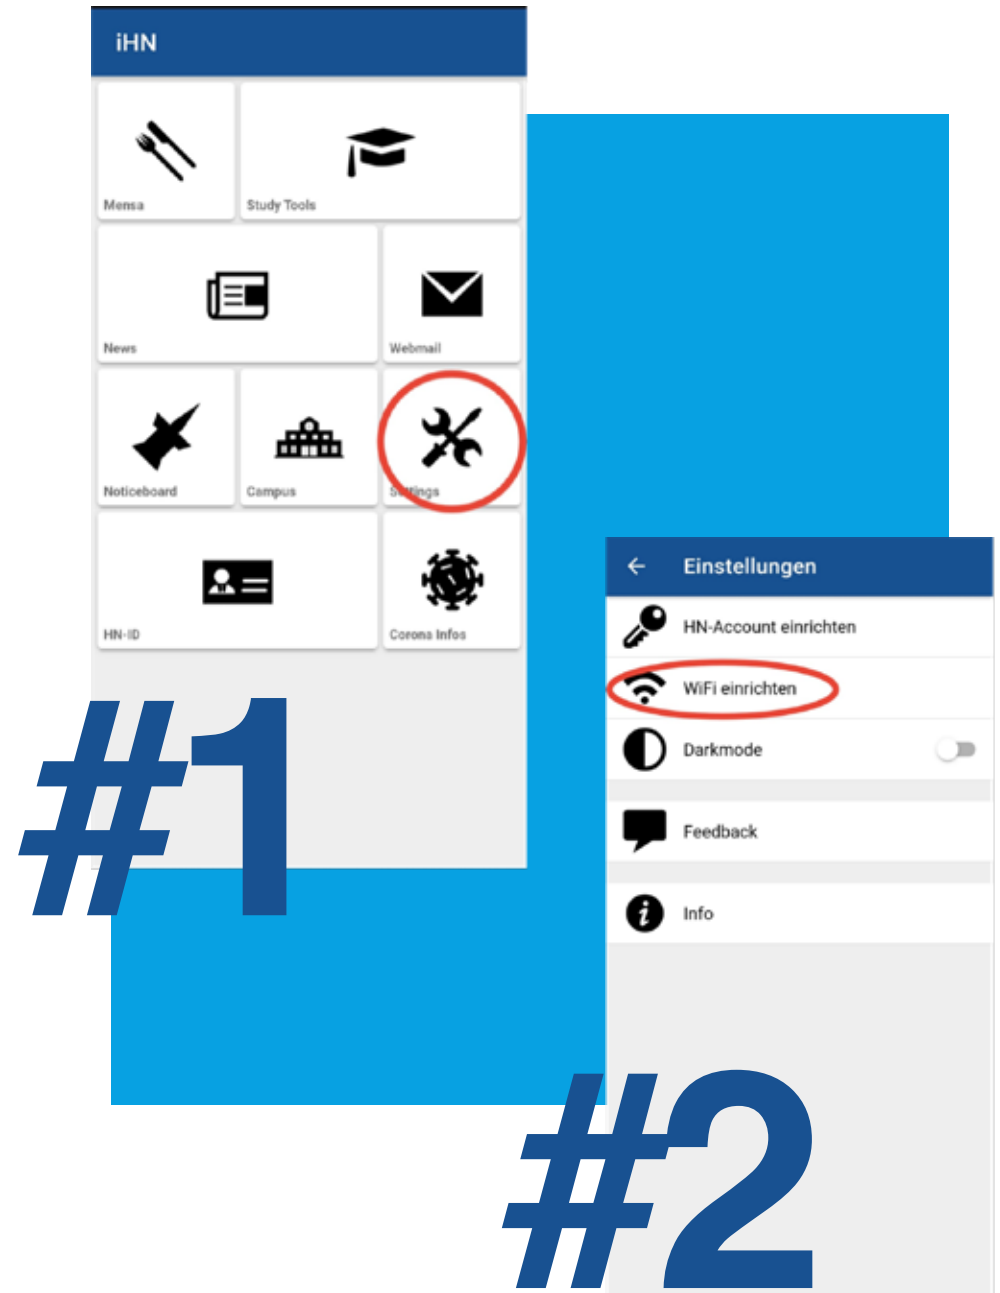 iHN
Mensa
Study Tools
News
Webmail
Noticeboard
Campus
Settings
HN-ID
Corona Infos
#1
Einstellungen
HN-Account einrichten
WiFi einrichten
Darkmode
Feedback
Info
#2